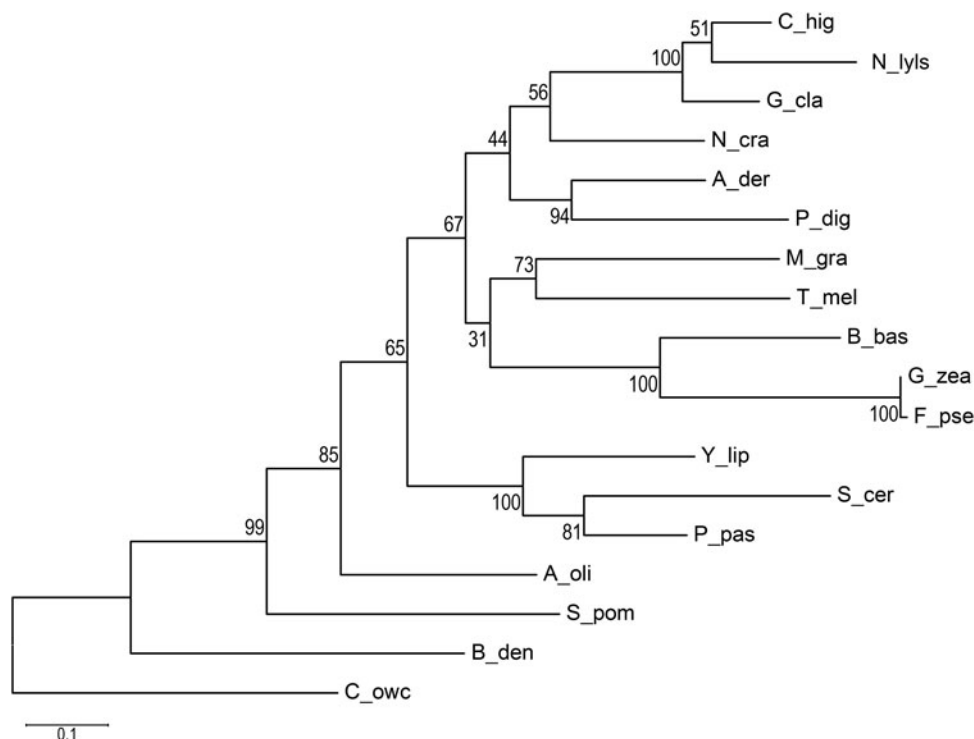 C_hig
51
N_lyls
100
G_cla
56
N_cra
44
A_der
94
P_dig
67
M_gra
73
T_mel
31
B_bas
65
100
G_zea
100
F_pse
Y_lip
85
100
S_cer
81
P_pas
99
A_oli
S_pom
B_den
C_owc
0.1